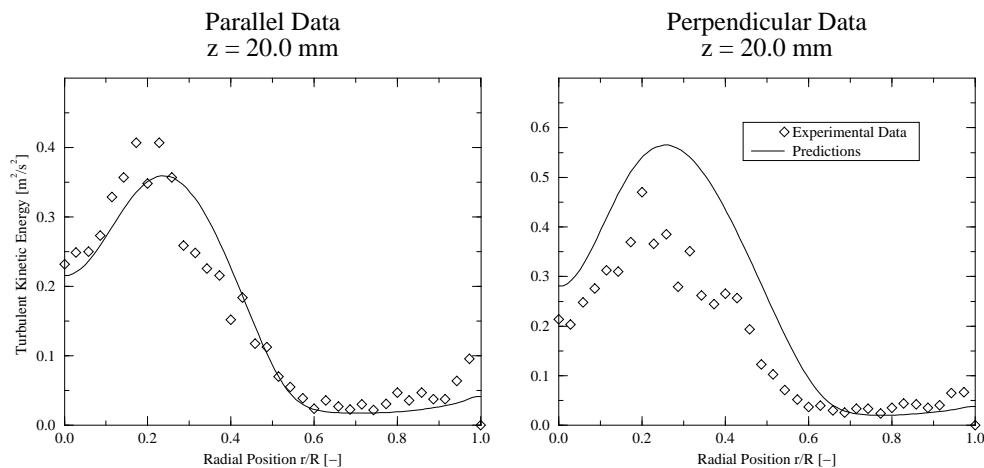 Parallel Data
z = 20.0 mm
Turbulent Kinetic Energy [m²/s²]
0.4
0.3
0.2
0.1
0.0
0.0 0.2 0.4 0.6 0.8 1.0
Radial Position r/R [−]
Perpendicular Data
z = 20.0 mm
Experimental Data
Predictions
0.6
0.5
0.4
0.3
0.2
0.1
0.0
0.0 0.2 0.4 0.6 0.8 1.0
Radial Position r/R [−]